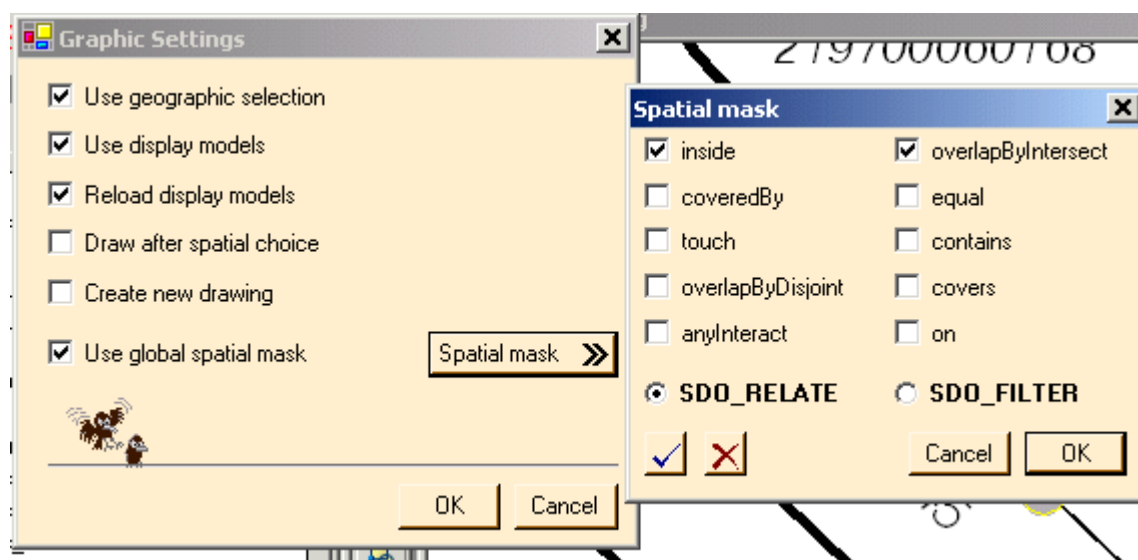 Graphic Settings
Use geographic selection
Use display models
Reload display models
Draw after spatial choice
Create new drawing
Use global spatial mask
Spatial mask
OK
Cancel
219700060768
Spatial mask
inside
overlapByIntersect
coveredBy
equal
touch
contains
overlapByDisjoint
covers
anyInteract
on
SDO_RELATE
SDO_FILTER
Cancel
OK